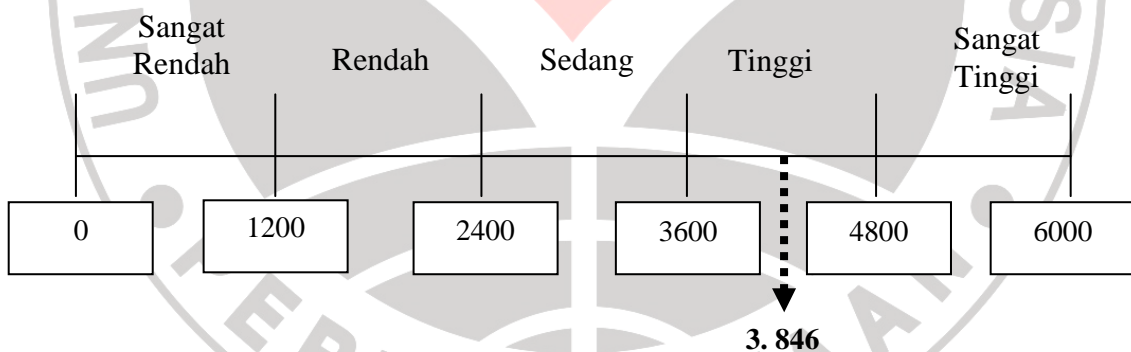 Sangat
Rendah
Rendah
Sedang
Tinggi
Sangat
Tinggi
0
1200
2400
3600
4800
6000
3. 846